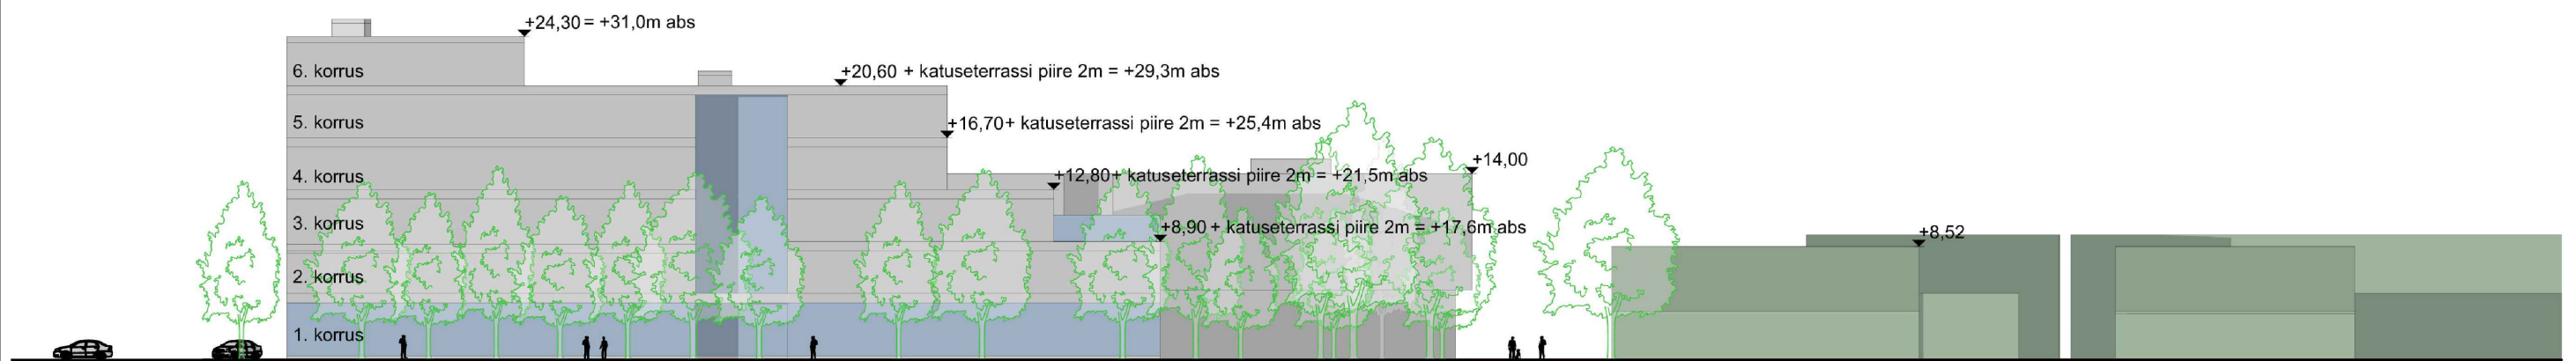 +24,30 = +31,0m abs
6. korrus
+20,60 + katuseterrassi piire 2m = +29,3m abs
5. korrus
+16,70+ katuseterrassi piire 2m = +25,4m abs
+14,00
4. korrus
+12,80+ katuseterrassi piire 2m = +21,5m abs
3. korrus
+8,90 + katuseterrassi piire 2m = +17,6m abs
+8,52
2. korrus
1. korrus